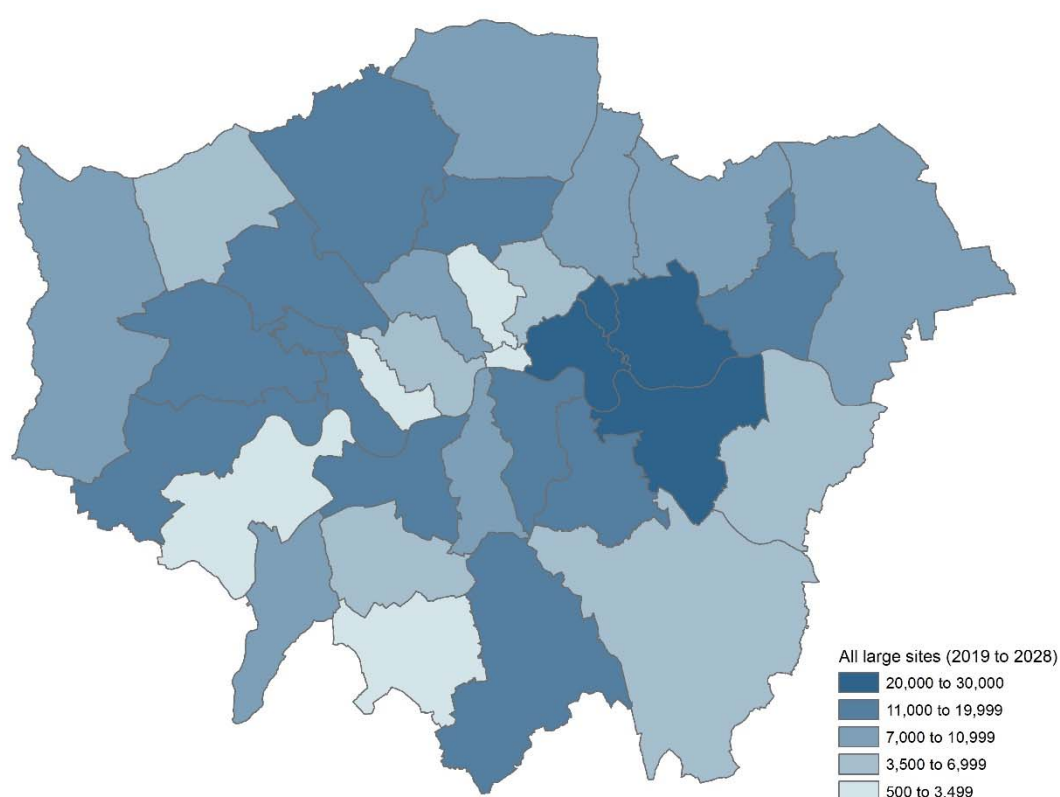 All large sites (2019 to 2028)
20,000 to 30,000
11,000 to 19,999
7,000 to 10,999
3,500 to 6,999
500 to 3,499